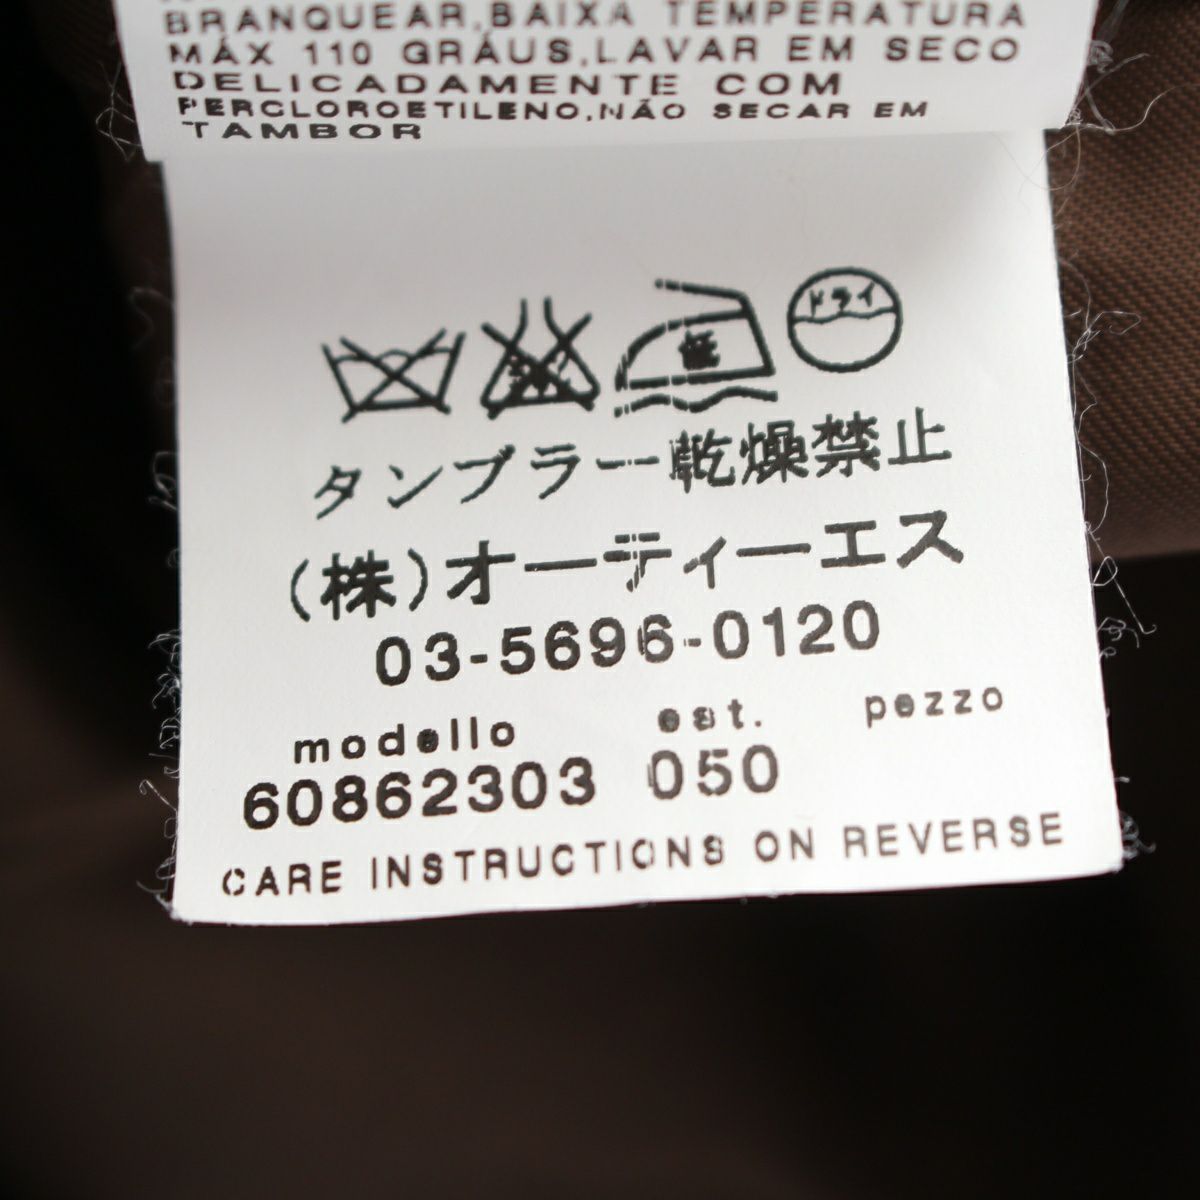 BRANQUEAR,BAIXA TEMPERATURA
MÁX 110 GRÁUS,LAVAR EM SECO
DELICADAMENTE COM
PERCLOROETILENO,NÃO SECAR EM
TAMBOR
低 ドライ
タンブラー乾燥禁止
(株)オーティーエス
03-5696-0120
modello est. pezzo
60862303 050
CARE INSTRUCTIONS ON REVERSE